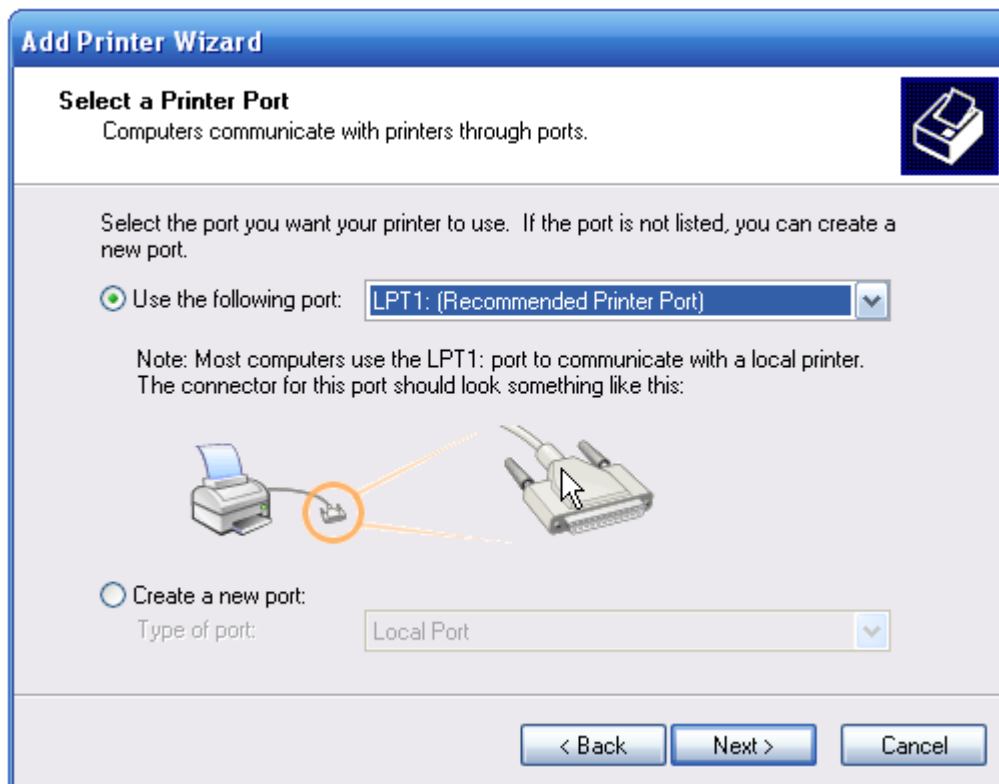 Add Printer Wizard
Select a Printer Port
Computers communicate with printers through ports.
Select the port you want your printer to use.  If the port is not listed, you can create a
new port.
Use the following port: LPT1: (Recommended Printer Port)
Note: Most computers use the LPT1: port to communicate with a local printer.
The connector for this port should look something like this:
Create a new port:
Type of port: Local Port
< Back Next > Cancel